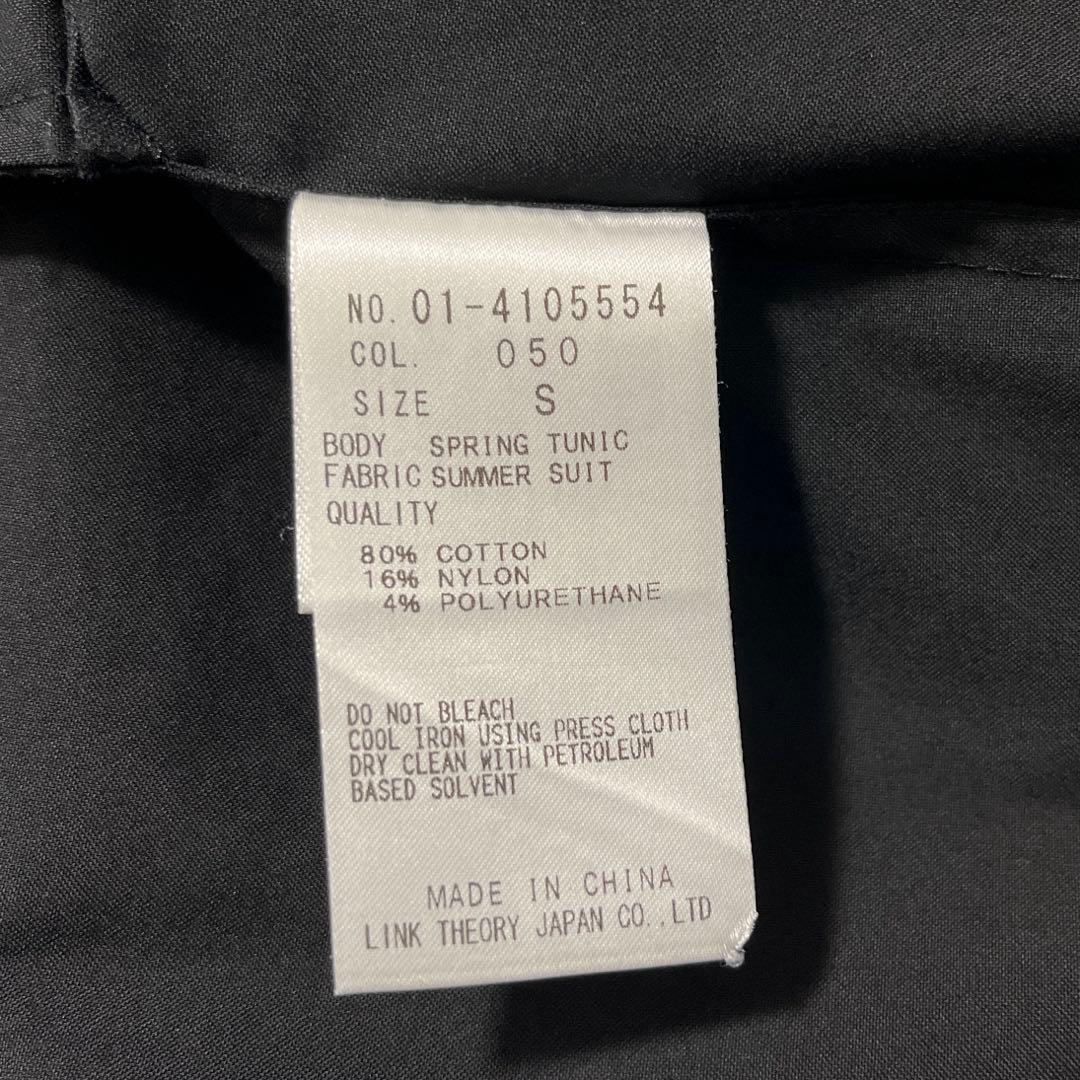 NO. 01-4105554
COL. 050
SIZE S
BODY SPRING TUNIC
FABRIC SUMMER SUIT
QUALITY
80% COTTON
16% NYLON
4% POLYURETHANE
DO NOT BLEACH
COOL IRON USING PRESS CLOTH
DRY CLEAN WITH PETROLEUM
BASED SOLVENT
MADE IN CHINA
LINK THEORY JAPAN CO.,LTD